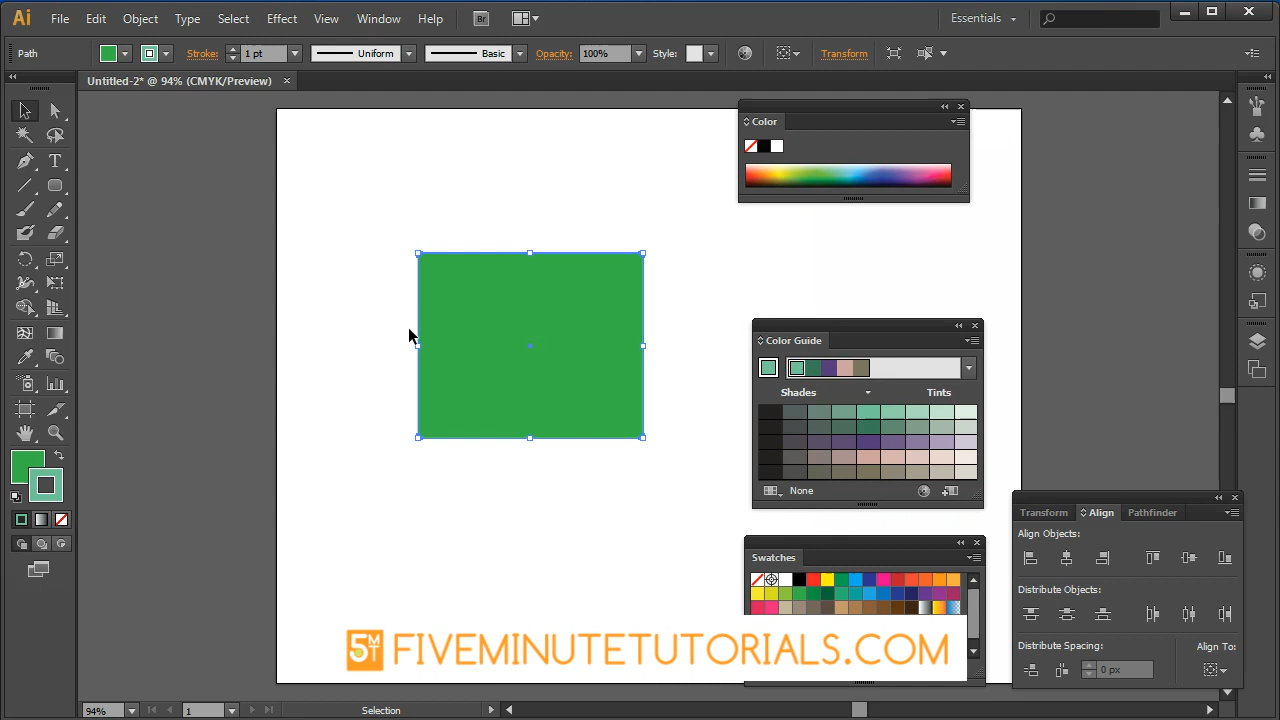 Ai File Edit Object Type Select Effect View Window Help Br Essentials
Path Stroke: 1 pt Uniform Basic Opacity: 100% Style: Transform
Untitled-2* @ 94% (CMYK/Preview)
Color
Color Guide
Shades Tints
None
Transform Align Pathfinder
Align Objects:
Swatches
Distribute Objects:
Distribute Spacing: Align To:
0 px
5MT FIVEMINUTETUTORIALS.COM
94% 1 Selection